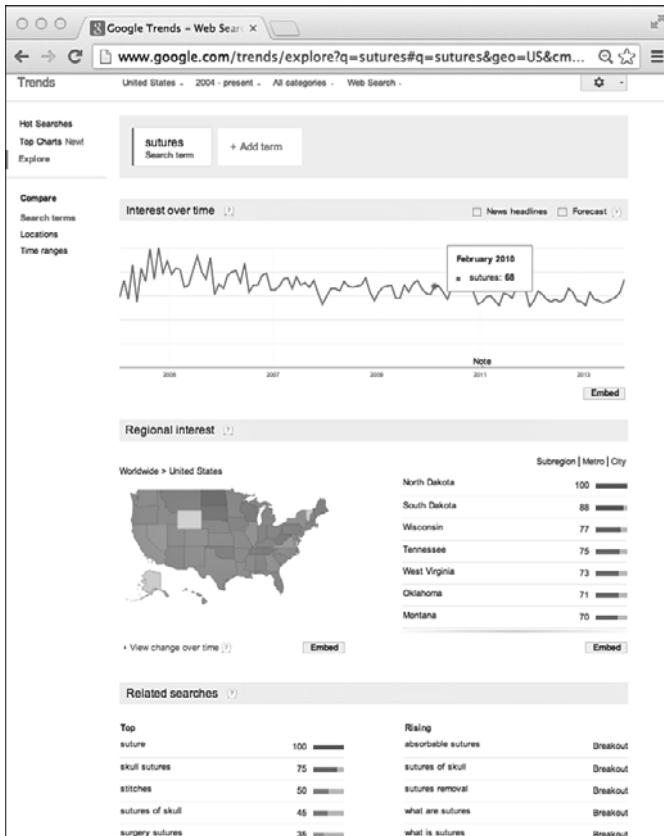 Google Trends – Web Sear ×
www.google.com/trends/explore?q=sutures#q=sutures&geo=US&cm...
Trends
United States
2004 - present
All categories
Web Search
Hot Searches
Top Charts New!
Explore
Compare
Search terms
Locations
Time ranges
sutures
Search term
+ Add term
Interest over time [?]
News headlines
Forecast [?]
February 2010
sutures: 68
Note
2005 2007 2009 2011 2013
Embed
Regional interest [?]
Worldwide > United States
Subregion | Metro | City
North Dakota 100
South Dakota 88
Wisconsin 77
Tennessee 75
West Virginia 73
Oklahoma 71
Montana 70
View change over time [?]
Embed
Embed
Related searches [?]
Top
suture 100
skull sutures 75
stitches 50
sutures of skull 45
surgery sutures 35
Rising
absorbable sutures Breakout
sutures of skull Breakout
sutures removal Breakout
what are sutures Breakout
what is sutures Breakout